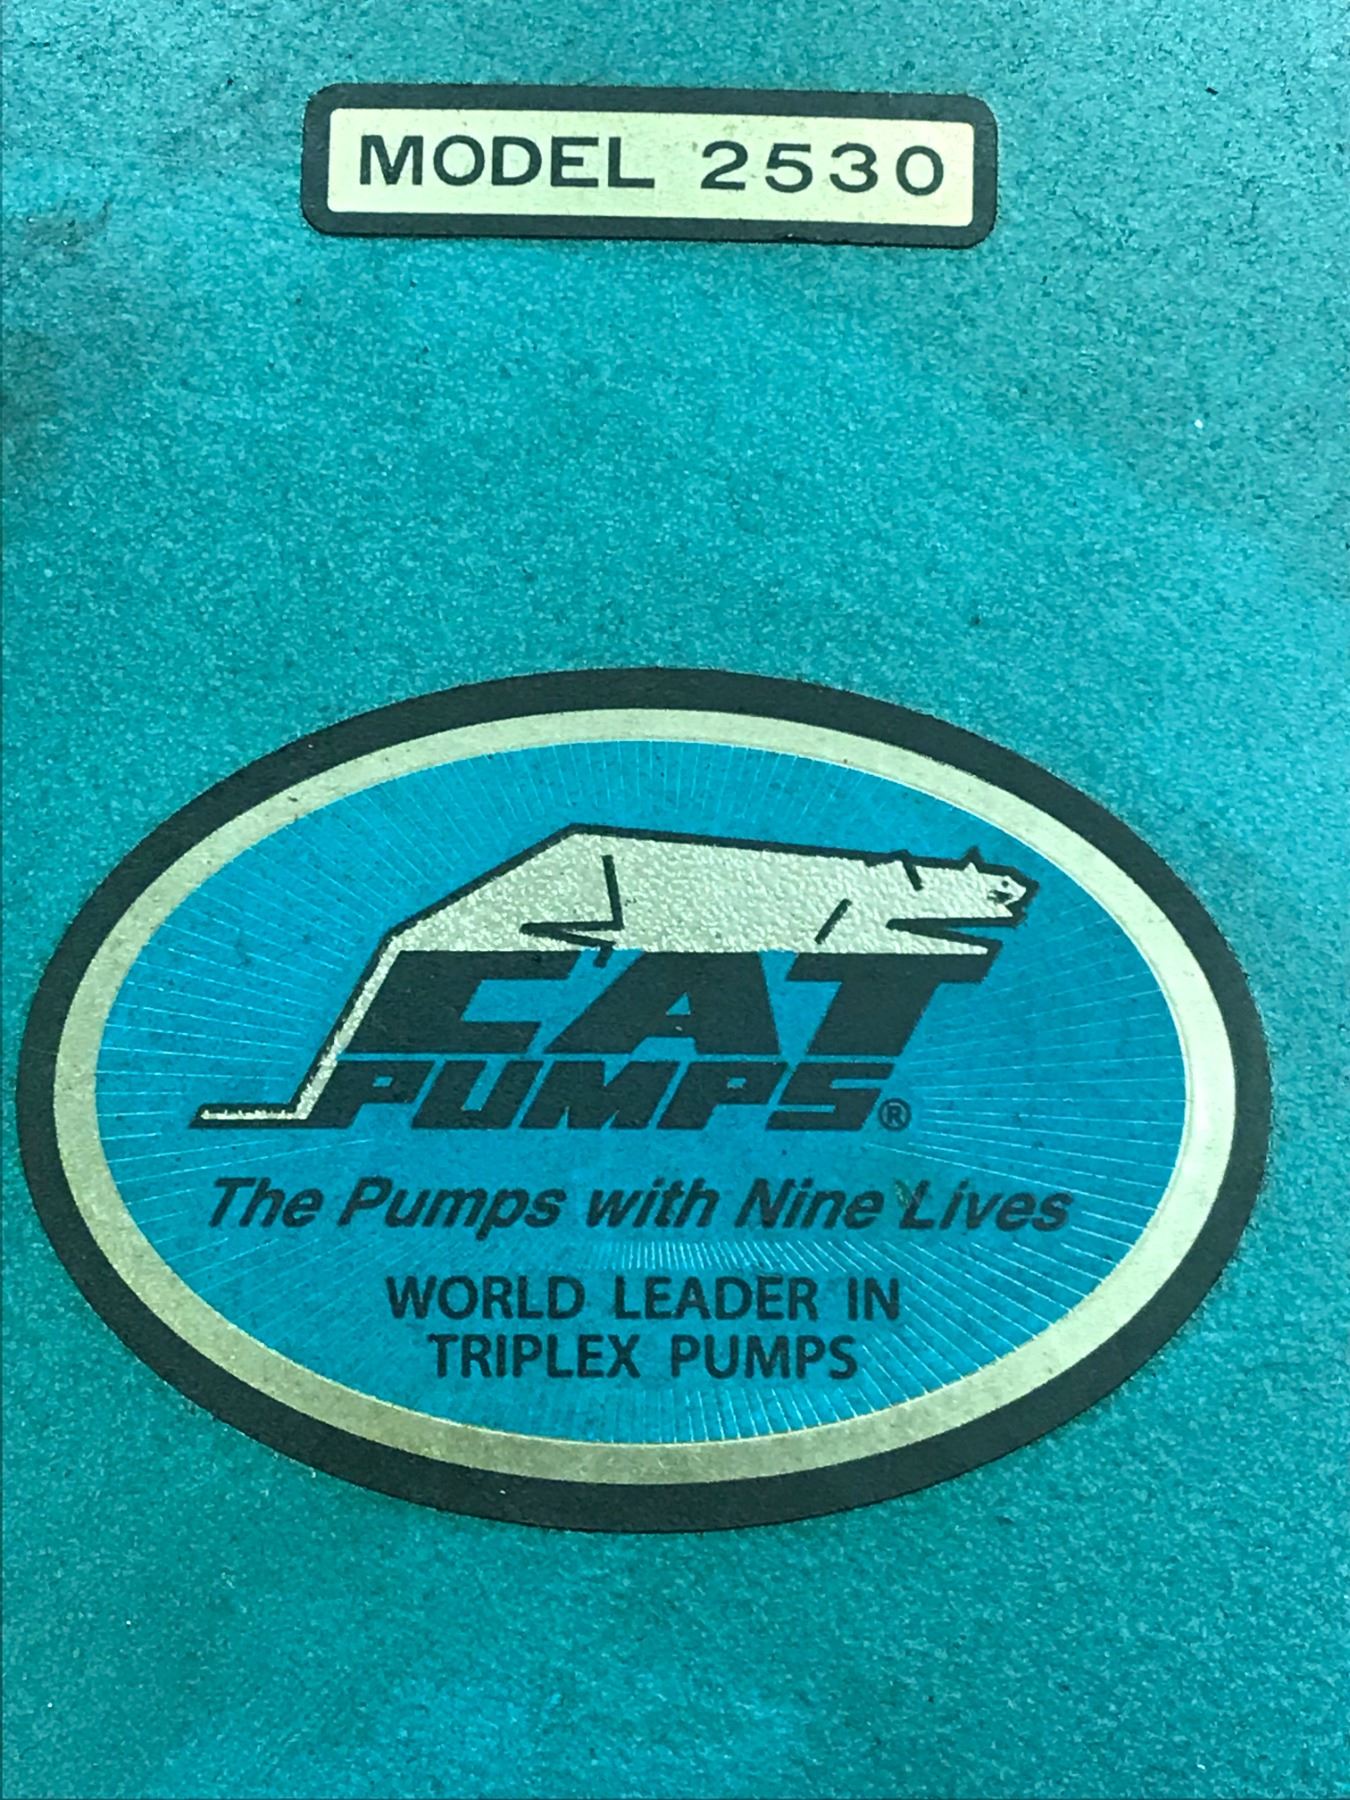 MODEL 2530
CAT
PUMPS®
The Pumps with Nine Lives
WORLD LEADER IN
TRIPLEX PUMPS